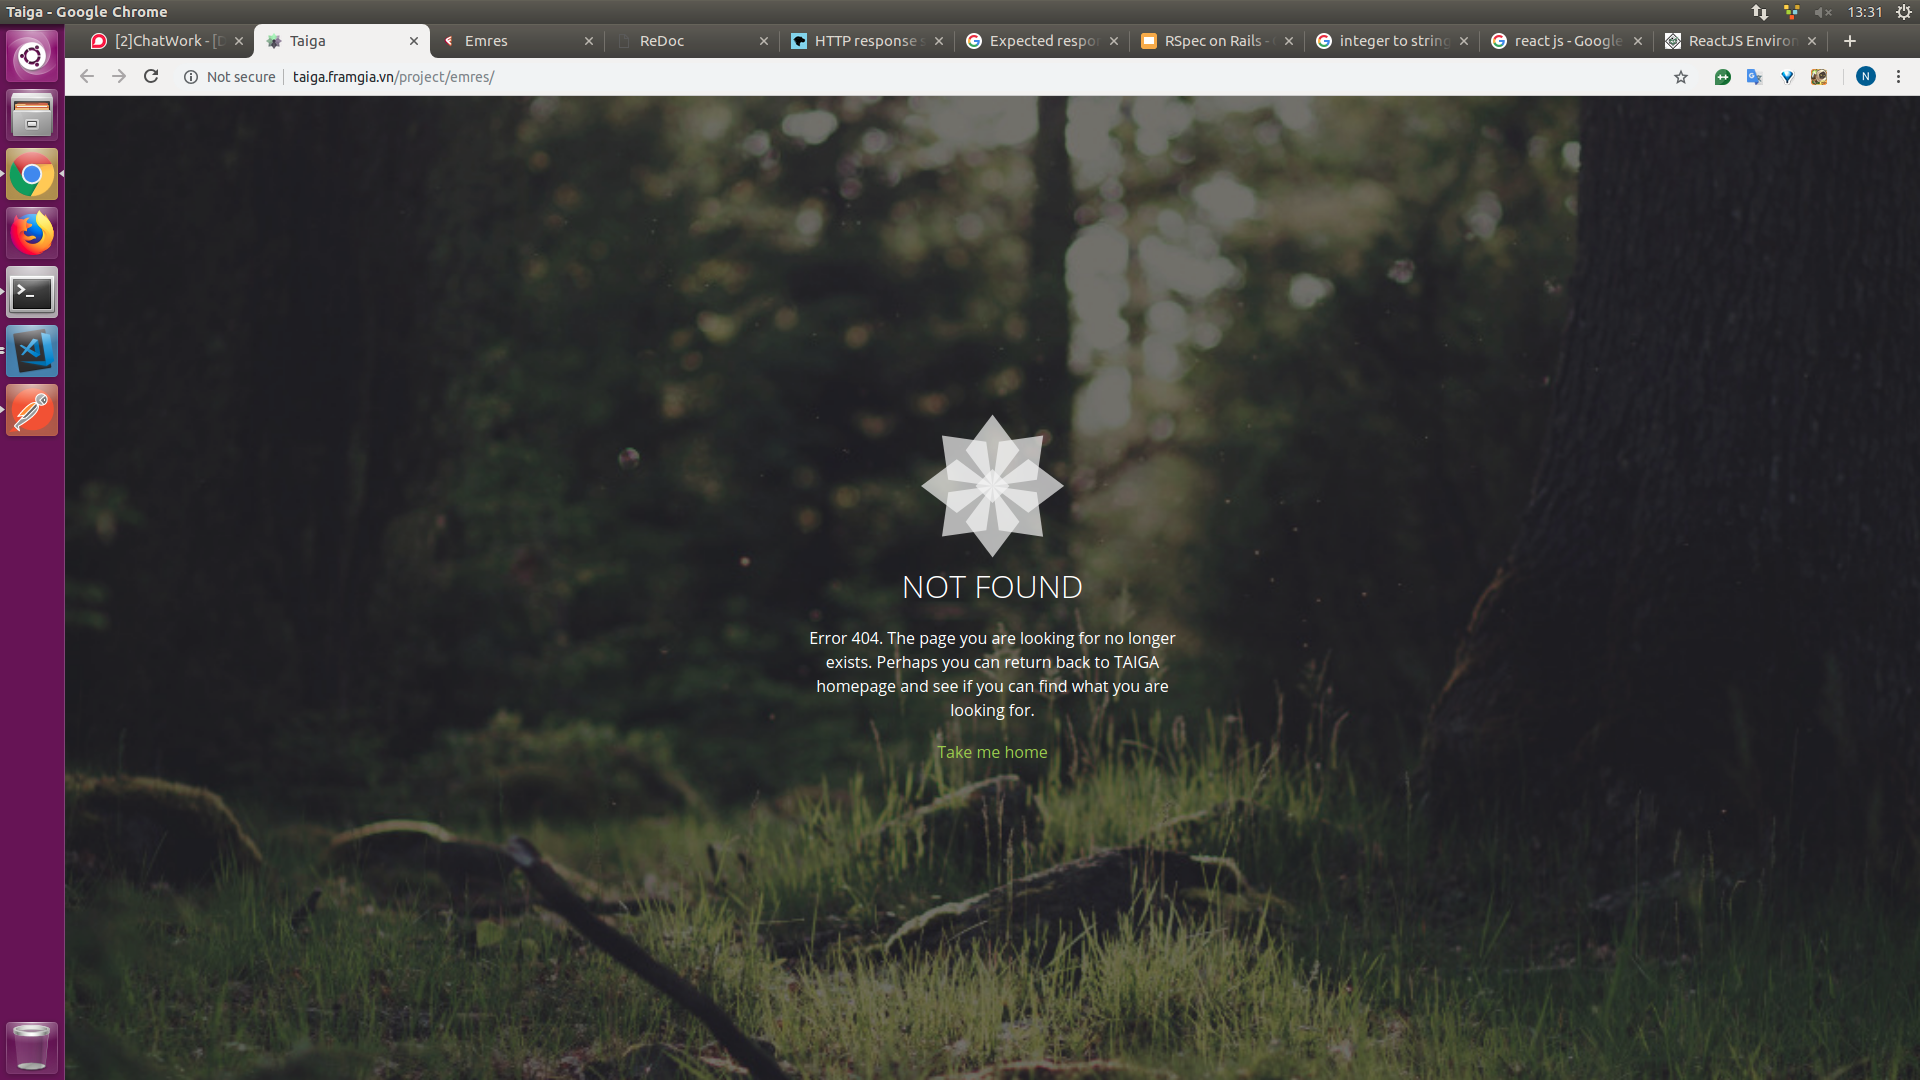 Taiga - Google Chrome
13:31
[2]ChatWork - [D
Taiga
Emres
ReDoc
HTTP response s
Expected respon
RSpec on Rails -
integer to string
react js - Google
ReactJS Environ
Not secure
taiga.framgia.vn/project/emres/
N
NOT FOUND
Error 404. The page you are looking for no longer
exists. Perhaps you can return back to TAIGA
homepage and see if you can find what you are
looking for.
Take me home